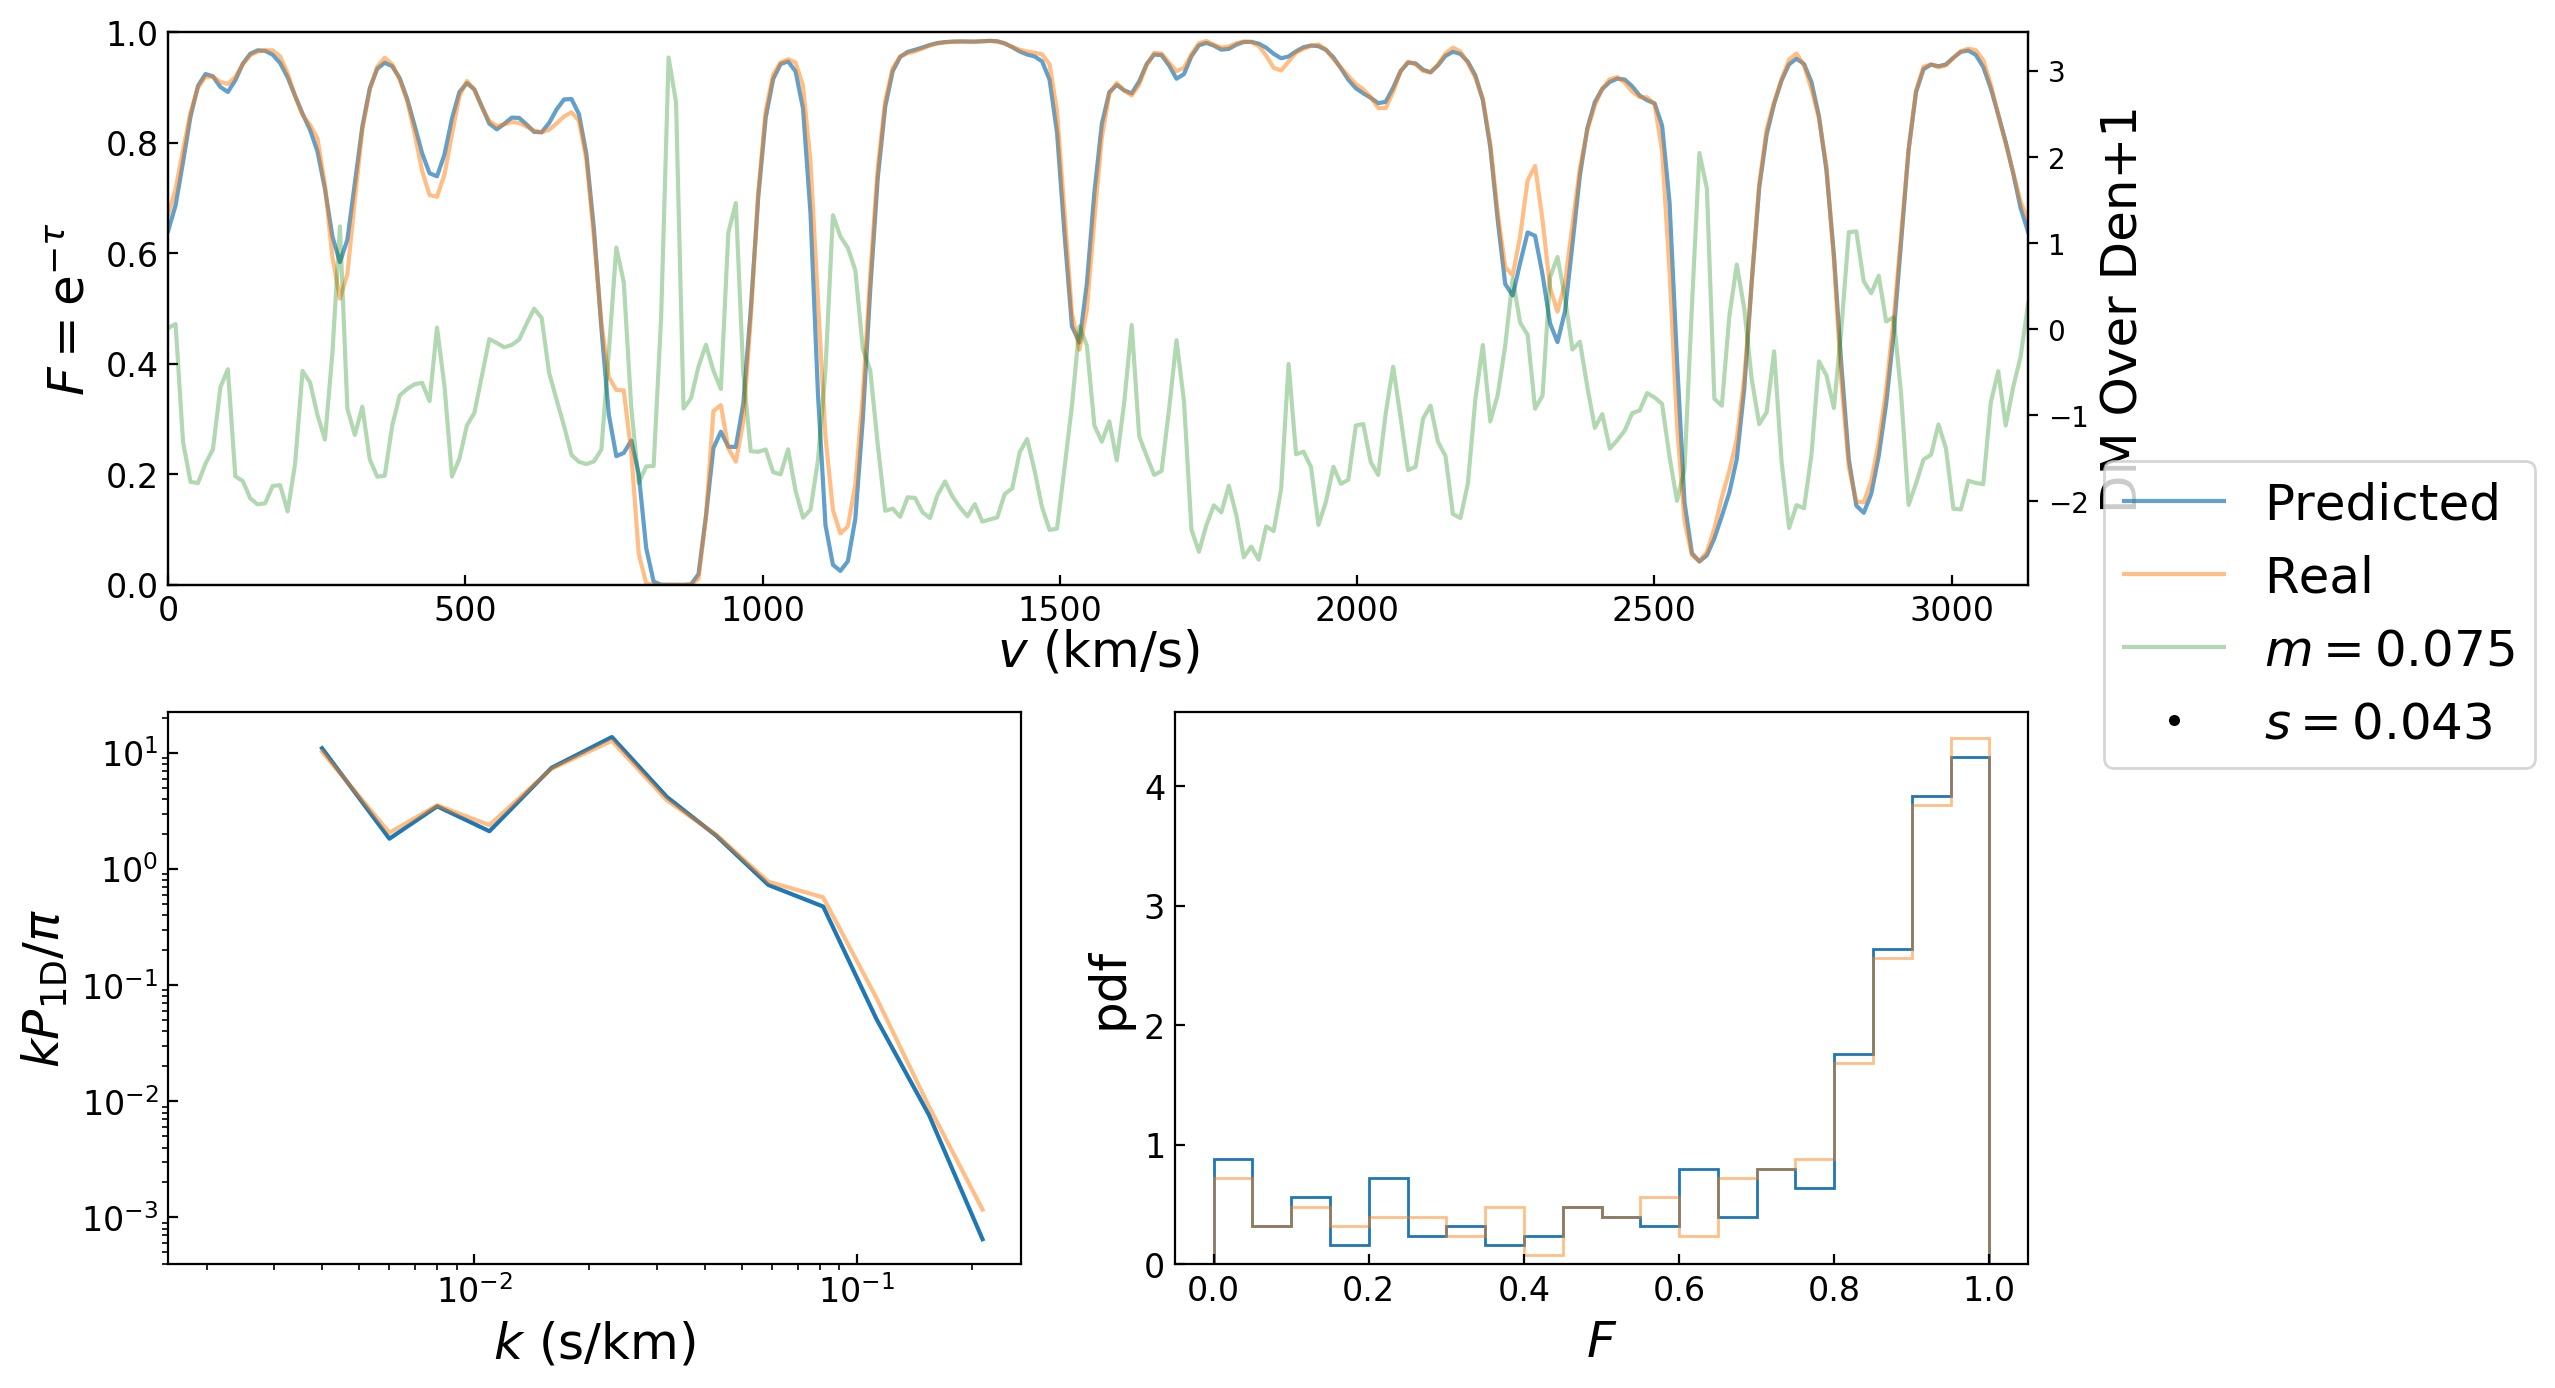 1.0
0.8
0.6
0.4
0.2
0.0
F = e^{−τ}
3
2
1
0
−1
−2
DM Over Den+1
0 500 1000 1500 2000 2500 3000
v (km/s)
Predicted
Real
m = 0.075
s = 0.043
10^1
10^0
10^{−1}
10^{−2}
10^{−3}
kP_{1D}/π
10^{−2} 10^{−1}
k (s/km)
4
3
2
1
0
pdf
0.0 0.2 0.4 0.6 0.8 1.0
F